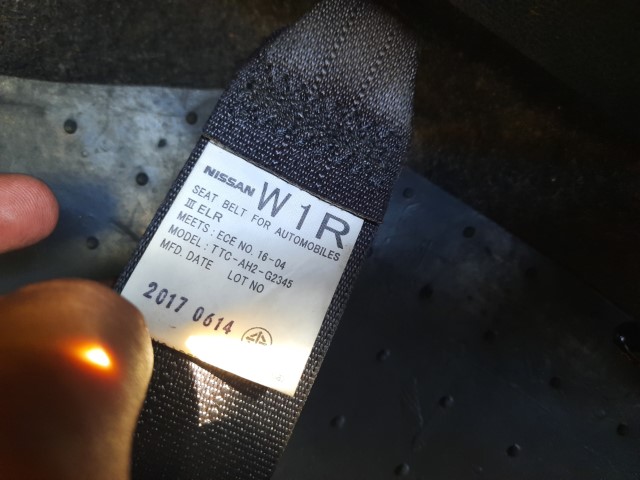 NISSAN W1R
SEAT BELT FOR AUTOMOBILES
III ELR
MEETS: ECE NO. 16-04
MODEL: TTC-AH2-G2345
MFD. DATE LOT NO
2017 0614